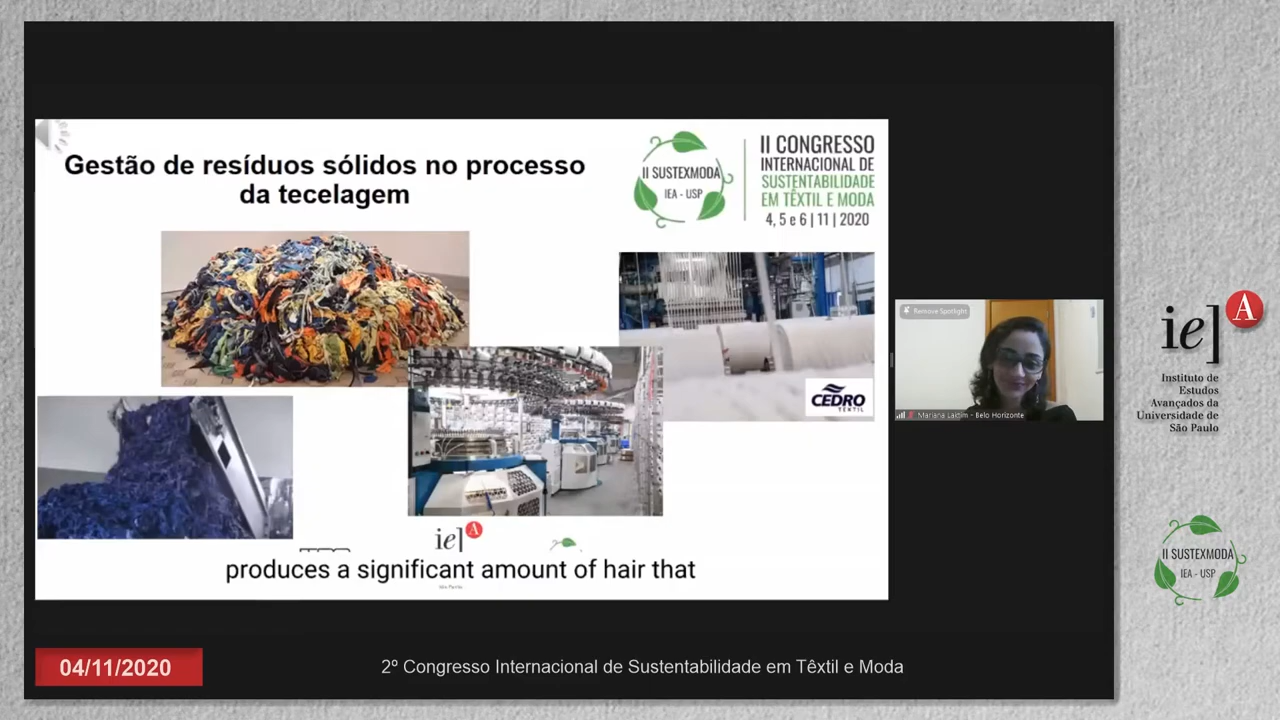 Gestão de resíduos sólidos no processo
da tecelagem
II SUSTEXMODA
IEA - USP
II CONGRESSO
INTERNACIONAL DE
SUSTENTABILIDADE
EM TÊXTIL E MODA
4, 5 e 6 | 11 | 2020
CEDRO
TÊXTIL
iea
produces a significant amount of hair that
Remove Spotlight
Mariana Laktim - Belo Horizonte
iea
Instituto de
Estudos
Avançados da
Universidade de
São Paulo
II SUSTEXMODA
IEA - USP
04/11/2020
2º Congresso Internacional de Sustentabilidade em Têxtil e Moda